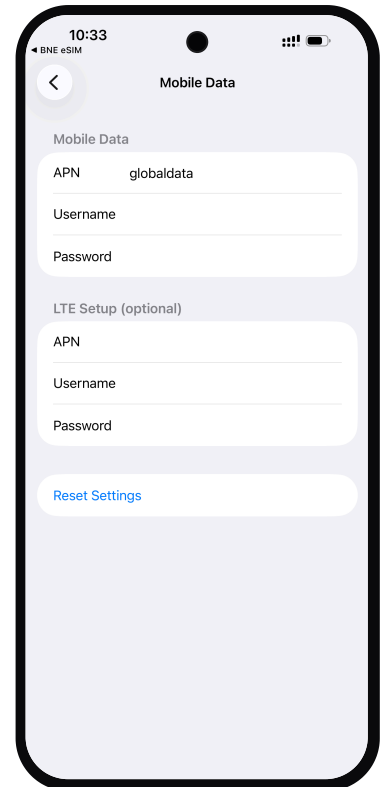 10:33
◀ BNE eSIM
Mobile Data
Mobile Data
APN globaldata
Username
Password
LTE Setup (optional)
APN
Username
Password
Reset Settings